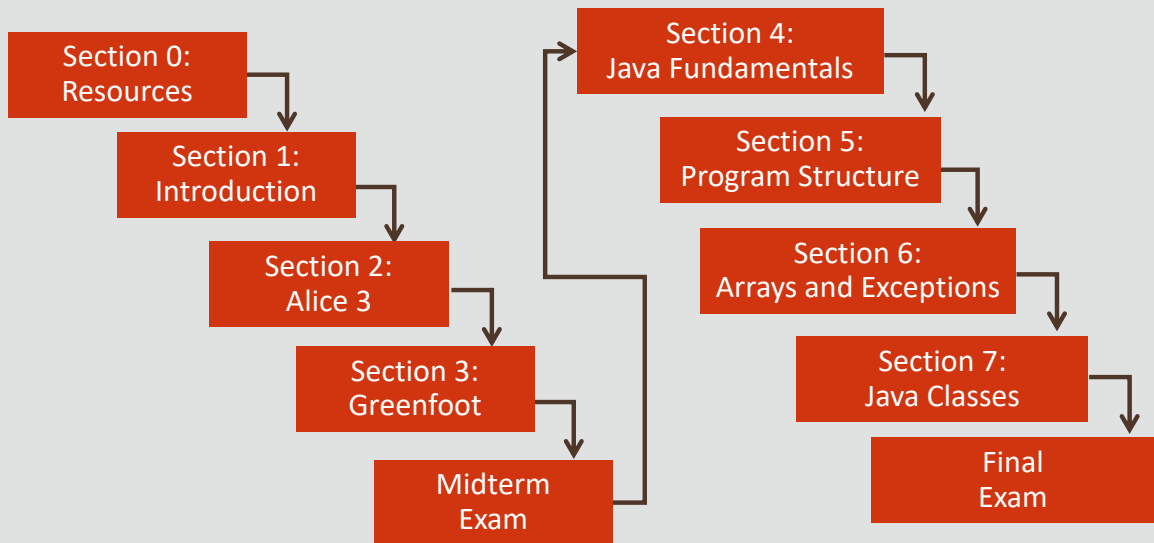 Section 0:
Resources
Section 1:
Introduction
Section 2:
Alice 3
Section 3:
Greenfoot
Midterm
Exam
Section 4:
Java Fundamentals
Section 5:
Program Structure
Section 6:
Arrays and Exceptions
Section 7:
Java Classes
Final
Exam